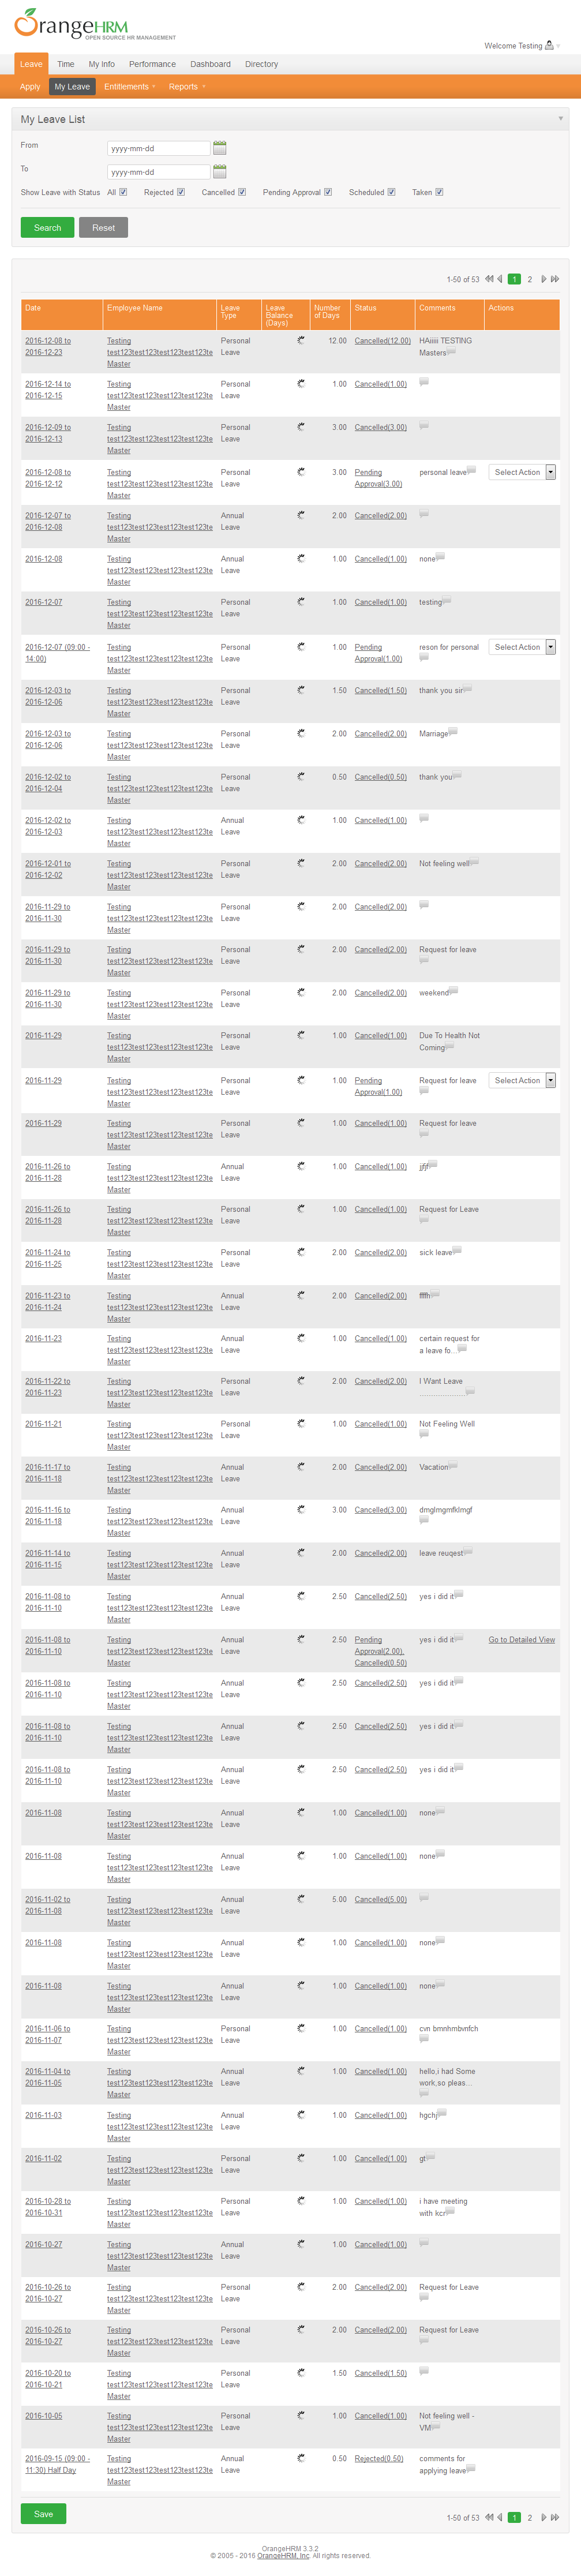 OrangeHRM
OPEN SOURCE HR MANAGEMENT
Welcome Testing
Leave Time My Info Performance Dashboard Directory
Apply My Leave Entitlements Reports
My Leave List
From yyyy-mm-dd
To yyyy-mm-dd
Show Leave with Status All Rejected Cancelled Pending Approval Scheduled Taken
Search Reset
1-50 of 53 1 2
Date Employee Name Leave Type Leave Balance (Days) Number of Days Status Comments Actions
2016-12-08 to 2016-12-23 Testing test123test123test123test123te Master Personal Leave 12.00 Cancelled(12.00) HAiiiii TESTING Masters
2016-12-14 to 2016-12-15 Testing test123test123test123test123te Master Personal Leave 1.00 Cancelled(1.00)
2016-12-09 to 2016-12-13 Testing test123test123test123test123te Master Personal Leave 3.00 Cancelled(3.00)
2016-12-08 to 2016-12-12 Testing test123test123test123test123te Master Personal Leave 3.00 Pending Approval(3.00) personal leave Select Action
2016-12-07 to 2016-12-08 Testing test123test123test123test123te Master Annual Leave 2.00 Cancelled(2.00)
2016-12-08 Testing test123test123test123test123te Master Annual Leave 1.00 Cancelled(1.00) none
2016-12-07 Testing test123test123test123test123te Master Personal Leave 1.00 Cancelled(1.00) testing
2016-12-07 (09:00 - 14:00) Testing test123test123test123test123te Master Personal Leave 1.00 Pending Approval(1.00) reson for personal Select Action
2016-12-03 to 2016-12-06 Testing test123test123test123test123te Master Personal Leave 1.50 Cancelled(1.50) thank you sir
2016-12-03 to 2016-12-06 Testing test123test123test123test123te Master Personal Leave 2.00 Cancelled(2.00) Marriage
2016-12-02 to 2016-12-04 Testing test123test123test123test123te Master Personal Leave 0.50 Cancelled(0.50) thank you
2016-12-02 to 2016-12-03 Testing test123test123test123test123te Master Annual Leave 1.00 Cancelled(1.00)
2016-12-01 to 2016-12-02 Testing test123test123test123test123te Master Personal Leave 2.00 Cancelled(2.00) Not feeling well
2016-11-29 to 2016-11-30 Testing test123test123test123test123te Master Personal Leave 2.00 Cancelled(2.00)
2016-11-29 to 2016-11-30 Testing test123test123test123test123te Master Personal Leave 2.00 Cancelled(2.00) Request for leave
2016-11-29 to 2016-11-30 Testing test123test123test123test123te Master Personal Leave 2.00 Cancelled(2.00) weekend
2016-11-29 Testing test123test123test123test123te Master Personal Leave 1.00 Cancelled(1.00) Due To Health Not Coming
2016-11-29 Testing test123test123test123test123te Master Personal Leave 1.00 Pending Approval(1.00) Request for leave Select Action
2016-11-29 Testing test123test123test123test123te Master Personal Leave 1.00 Cancelled(1.00) Request for leave
2016-11-26 to 2016-11-28 Testing test123test123test123test123te Master Annual Leave 1.00 Cancelled(1.00) jfjf
2016-11-26 to 2016-11-28 Testing test123test123test123test123te Master Personal Leave 1.00 Cancelled(1.00) Request for Leave
2016-11-24 to 2016-11-25 Testing test123test123test123test123te Master Personal Leave 2.00 Cancelled(2.00) sick leave
2016-11-23 to 2016-11-24 Testing test123test123test123test123te Master Annual Leave 2.00 Cancelled(2.00) ffffh
2016-11-23 Testing test123test123test123test123te Master Annual Leave 1.00 Cancelled(1.00) certain request for a leave fo...
2016-11-22 to 2016-11-23 Testing test123test123test123test123te Master Personal Leave 2.00 Cancelled(2.00) I Want Leave ......................
2016-11-21 Testing test123test123test123test123te Master Personal Leave 1.00 Cancelled(1.00) Not Feeling Well
2016-11-17 to 2016-11-18 Testing test123test123test123test123te Master Annual Leave 2.00 Cancelled(2.00) Vacation
2016-11-16 to 2016-11-18 Testing test123test123test123test123te Master Annual Leave 3.00 Cancelled(3.00) dmglmgmfklmgf
2016-11-14 to 2016-11-15 Testing test123test123test123test123te Master Annual Leave 2.00 Cancelled(2.00) leave reuqest
2016-11-08 to 2016-11-10 Testing test123test123test123test123te Master Annual Leave 2.50 Cancelled(2.50) yes i did it
2016-11-08 to 2016-11-10 Testing test123test123test123test123te Master Annual Leave 2.50 Pending Approval(2.00), Cancelled(0.50) yes i did it Go to Detailed View
2016-11-08 to 2016-11-10 Testing test123test123test123test123te Master Annual Leave 2.50 Cancelled(2.50) yes i did it
2016-11-08 to 2016-11-10 Testing test123test123test123test123te Master Annual Leave 2.50 Cancelled(2.50) yes i did it
2016-11-08 to 2016-11-10 Testing test123test123test123test123te Master Annual Leave 2.50 Cancelled(2.50) yes i did it
2016-11-08 Testing test123test123test123test123te Master Annual Leave 1.00 Cancelled(1.00) none
2016-11-08 Testing test123test123test123test123te Master Annual Leave 1.00 Cancelled(1.00) none
2016-11-02 to 2016-11-08 Testing test123test123test123test123te Master Annual Leave 5.00 Cancelled(5.00)
2016-11-08 Testing test123test123test123test123te Master Annual Leave 1.00 Cancelled(1.00) none
2016-11-08 Testing test123test123test123test123te Master Annual Leave 1.00 Cancelled(1.00) none
2016-11-06 to 2016-11-07 Testing test123test123test123test123te Master Personal Leave 1.00 Cancelled(1.00) cvn bmnhmbvnfch
2016-11-04 to 2016-11-05 Testing test123test123test123test123te Master Annual Leave 1.00 Cancelled(1.00) hello,i had Some work,so pleas...
2016-11-03 Testing test123test123test123test123te Master Annual Leave 1.00 Cancelled(1.00) hgchj
2016-11-02 Testing test123test123test123test123te Master Personal Leave 1.00 Cancelled(1.00) gt
2016-10-28 to 2016-10-31 Testing test123test123test123test123te Master Personal Leave 1.00 Cancelled(1.00) i have meeting with kcr
2016-10-27 Testing test123test123test123test123te Master Annual Leave 1.00 Cancelled(1.00)
2016-10-26 to 2016-10-27 Testing test123test123test123test123te Master Personal Leave 2.00 Cancelled(2.00) Request for Leave
2016-10-26 to 2016-10-27 Testing test123test123test123test123te Master Personal Leave 2.00 Cancelled(2.00) Request for Leave
2016-10-20 to 2016-10-21 Testing test123test123test123test123te Master Personal Leave 1.50 Cancelled(1.50)
2016-10-05 Testing test123test123test123test123te Master Personal Leave 1.00 Cancelled(1.00) Not feeling well - VM
2016-09-15 (09:00 - 11:30) Half Day Testing test123test123test123test123te Master Annual Leave 0.50 Rejected(0.50) comments for applying leave
Save 1-50 of 53 1 2
OrangeHRM 3.3.2
© 2005 - 2016 OrangeHRM, Inc. All rights reserved.